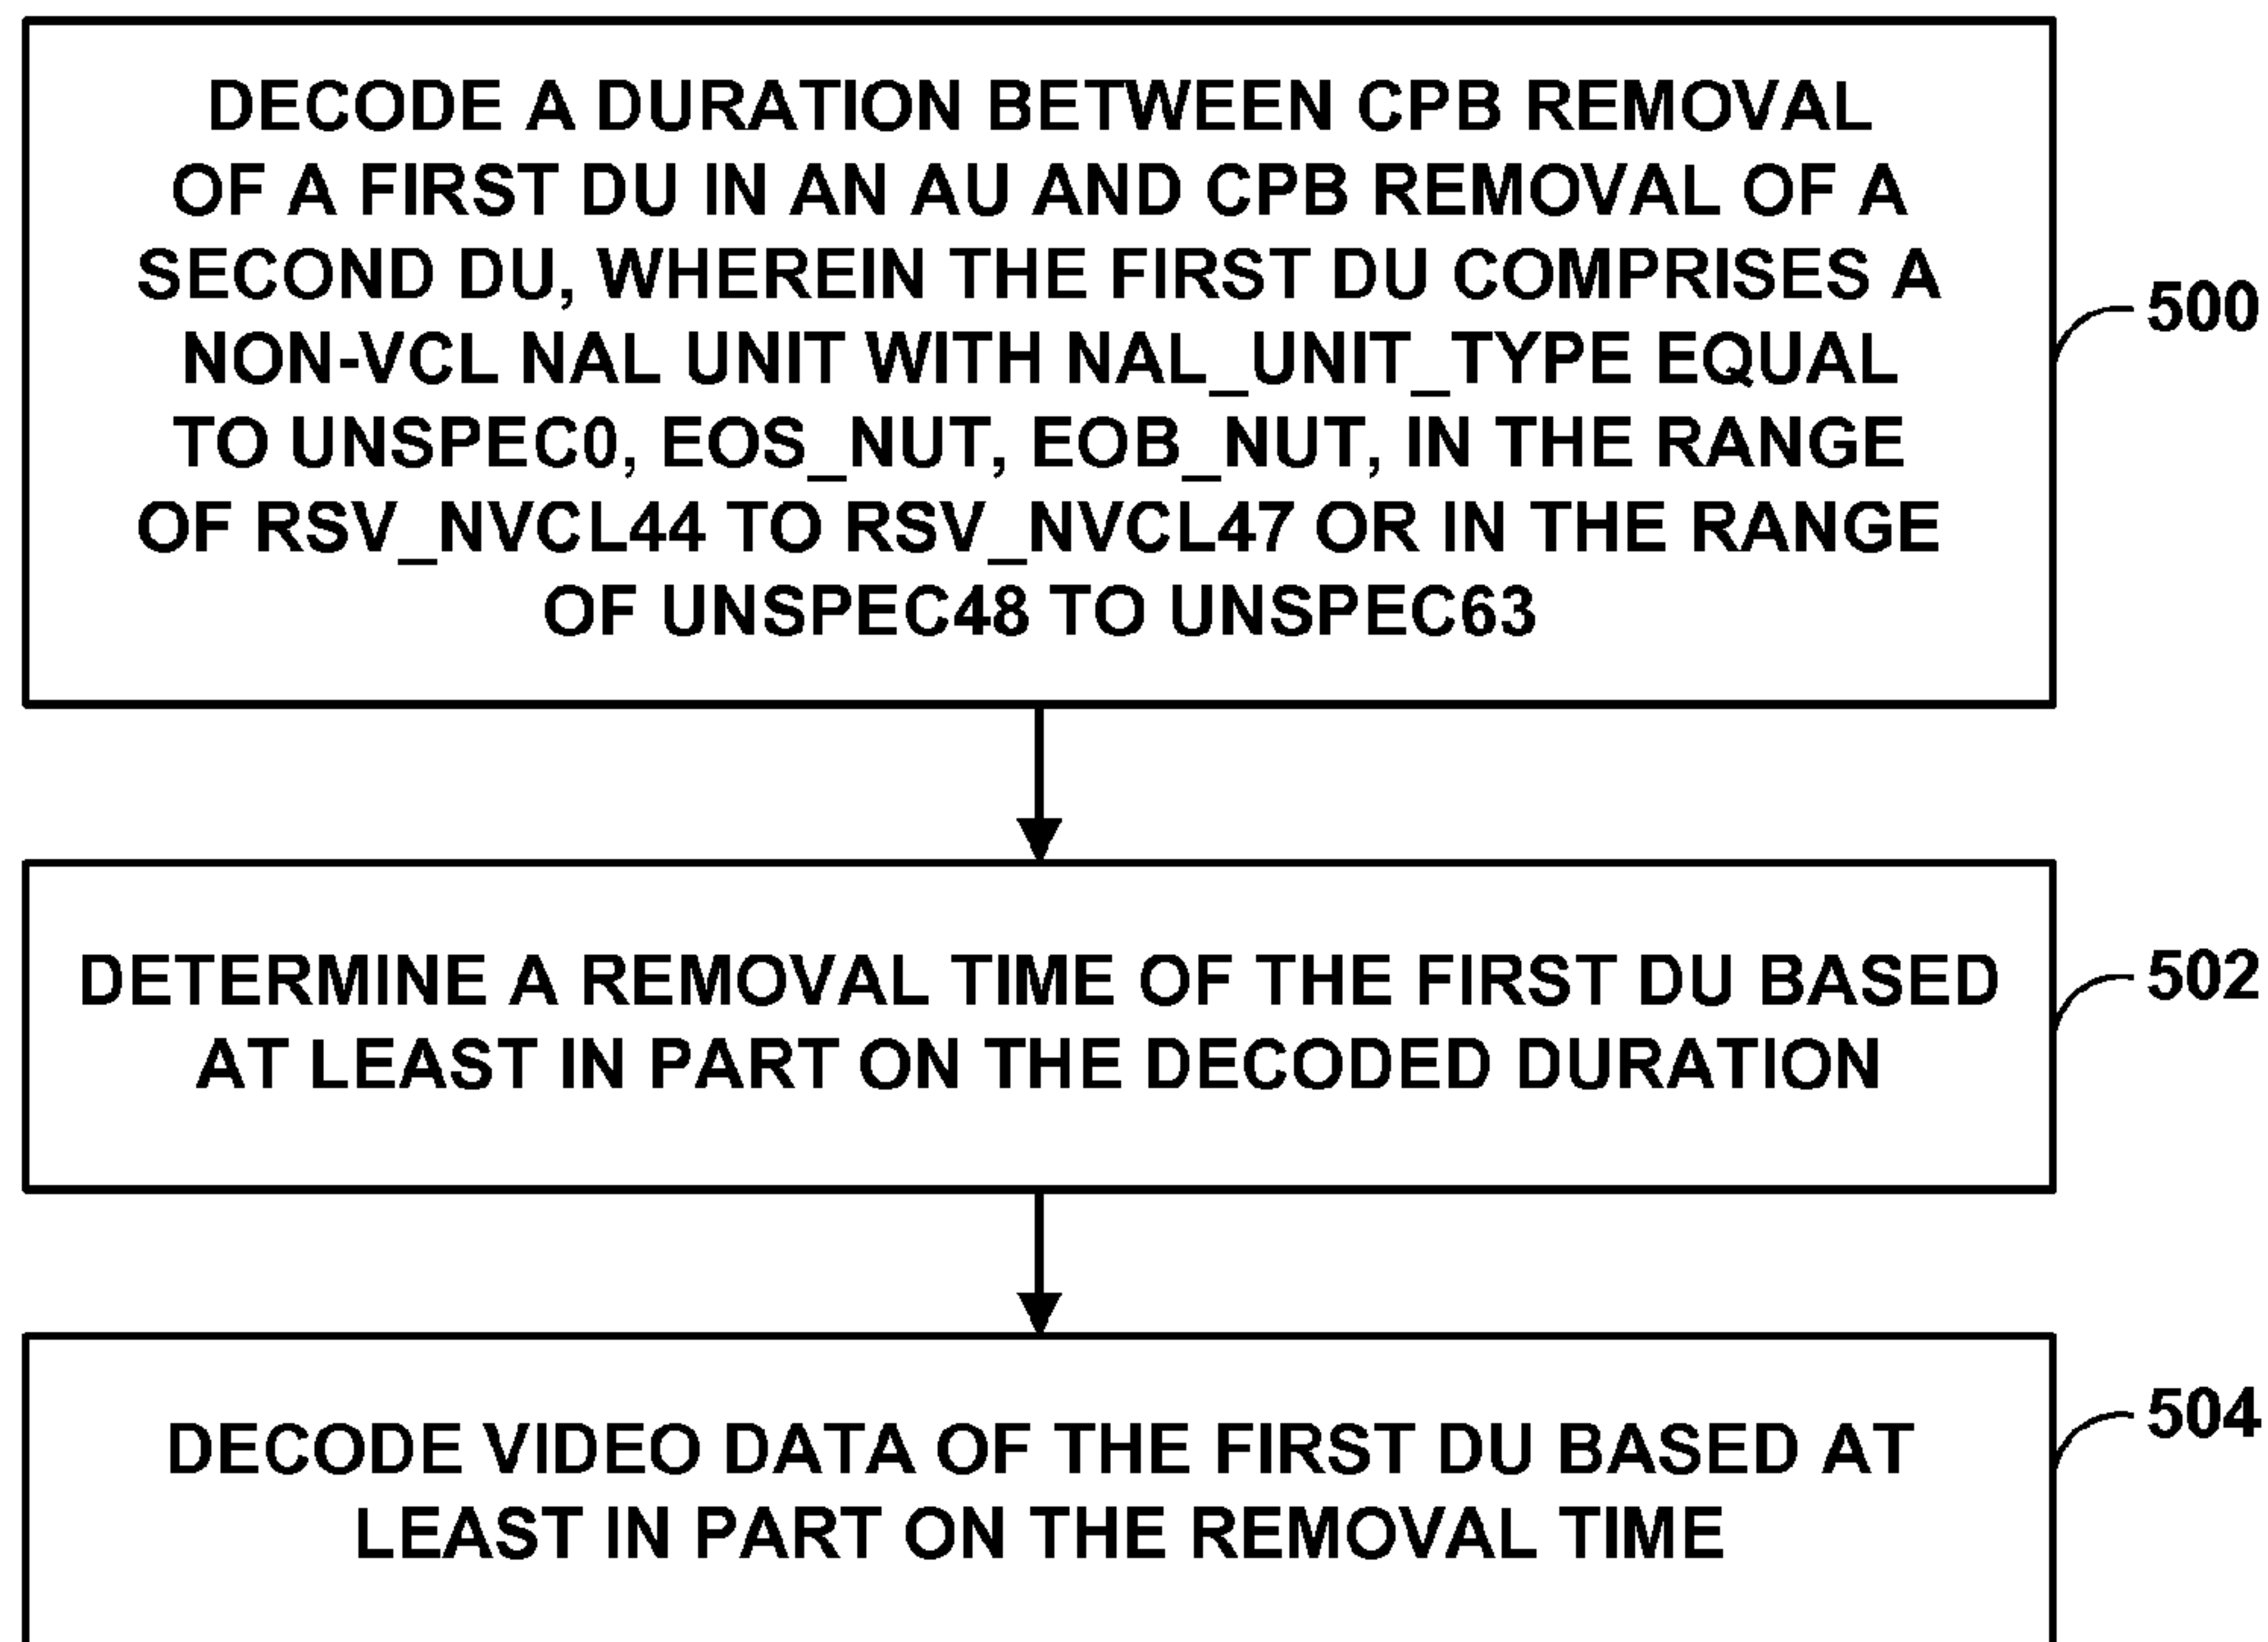 DECODE A DURATION BETWEEN CPB REMOVAL
OF A FIRST DU IN AN AU AND CPB REMOVAL OF A
SECOND DU, WHEREIN THE FIRST DU COMPRISES A
NON-VCL NAL UNIT WITH NAL_UNIT_TYPE EQUAL
TO UNSPEC0, EOS_NUT, EOB_NUT, IN THE RANGE
OF RSV_NVCL44 TO RSV_NVCL47 OR IN THE RANGE
OF UNSPEC48 TO UNSPEC63
500
DETERMINE A REMOVAL TIME OF THE FIRST DU BASED
AT LEAST IN PART ON THE DECODED DURATION
502
DECODE VIDEO DATA OF THE FIRST DU BASED AT
LEAST IN PART ON THE REMOVAL TIME
504